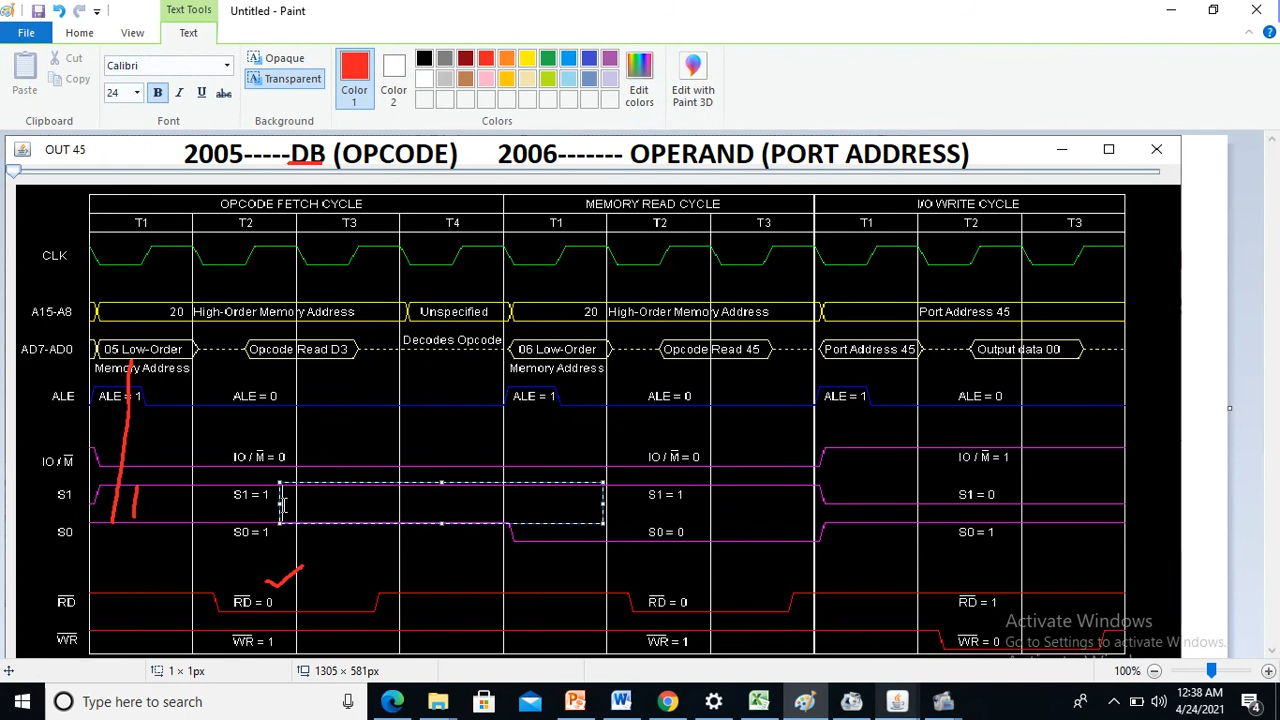 Text Tools
Untitled - Paint
File
Home
View
Text
Paste
Cut
Copy
Clipboard
Calibri
24
B I U abc
Font
Opaque
Transparent
Background
Color 1
Color 2
Edit colors
Colors
Edit with Paint 3D
OUT 45
2005-----DB (OPCODE) 2006------- OPERAND (PORT ADDRESS)
OPCODE FETCH CYCLE MEMORY READ CYCLE I/O WRITE CYCLE
T1 T2 T3 T4 T1 T2 T3 T1 T2 T3
CLK
A15-A8 20 High-Order Memory Address Unspecified 20 High-Order Memory Address Port Address 45
AD7-AD0 05 Low-Order Memory Address Opcode Read D3 Decodes Opcode 06 Low-Order Memory Address Opcode Read 45 Port Address 45 Output data 00
ALE ALE = 1 ALE = 0 ALE = 1 ALE = 0 ALE = 1 ALE = 0
IO / M̅ IO / M̅ = 0 IO / M̅ = 0 IO / M̅ = 1
S1 S1 = 1 S1 = 1 S1 = 0
S0 S0 = 1 S0 = 0 S0 = 1
R̅D̅ R̅D̅ = 0 R̅D̅ = 0 R̅D̅ = 1
W̅R̅ W̅R̅ = 1 W̅R̅ = 1 W̅R̅ = 0
Activate Windows
Go to Settings to activate Windows.
1 × 1px
1305 × 581px
100%
Type here to search
12:38 AM
4/24/2021
4